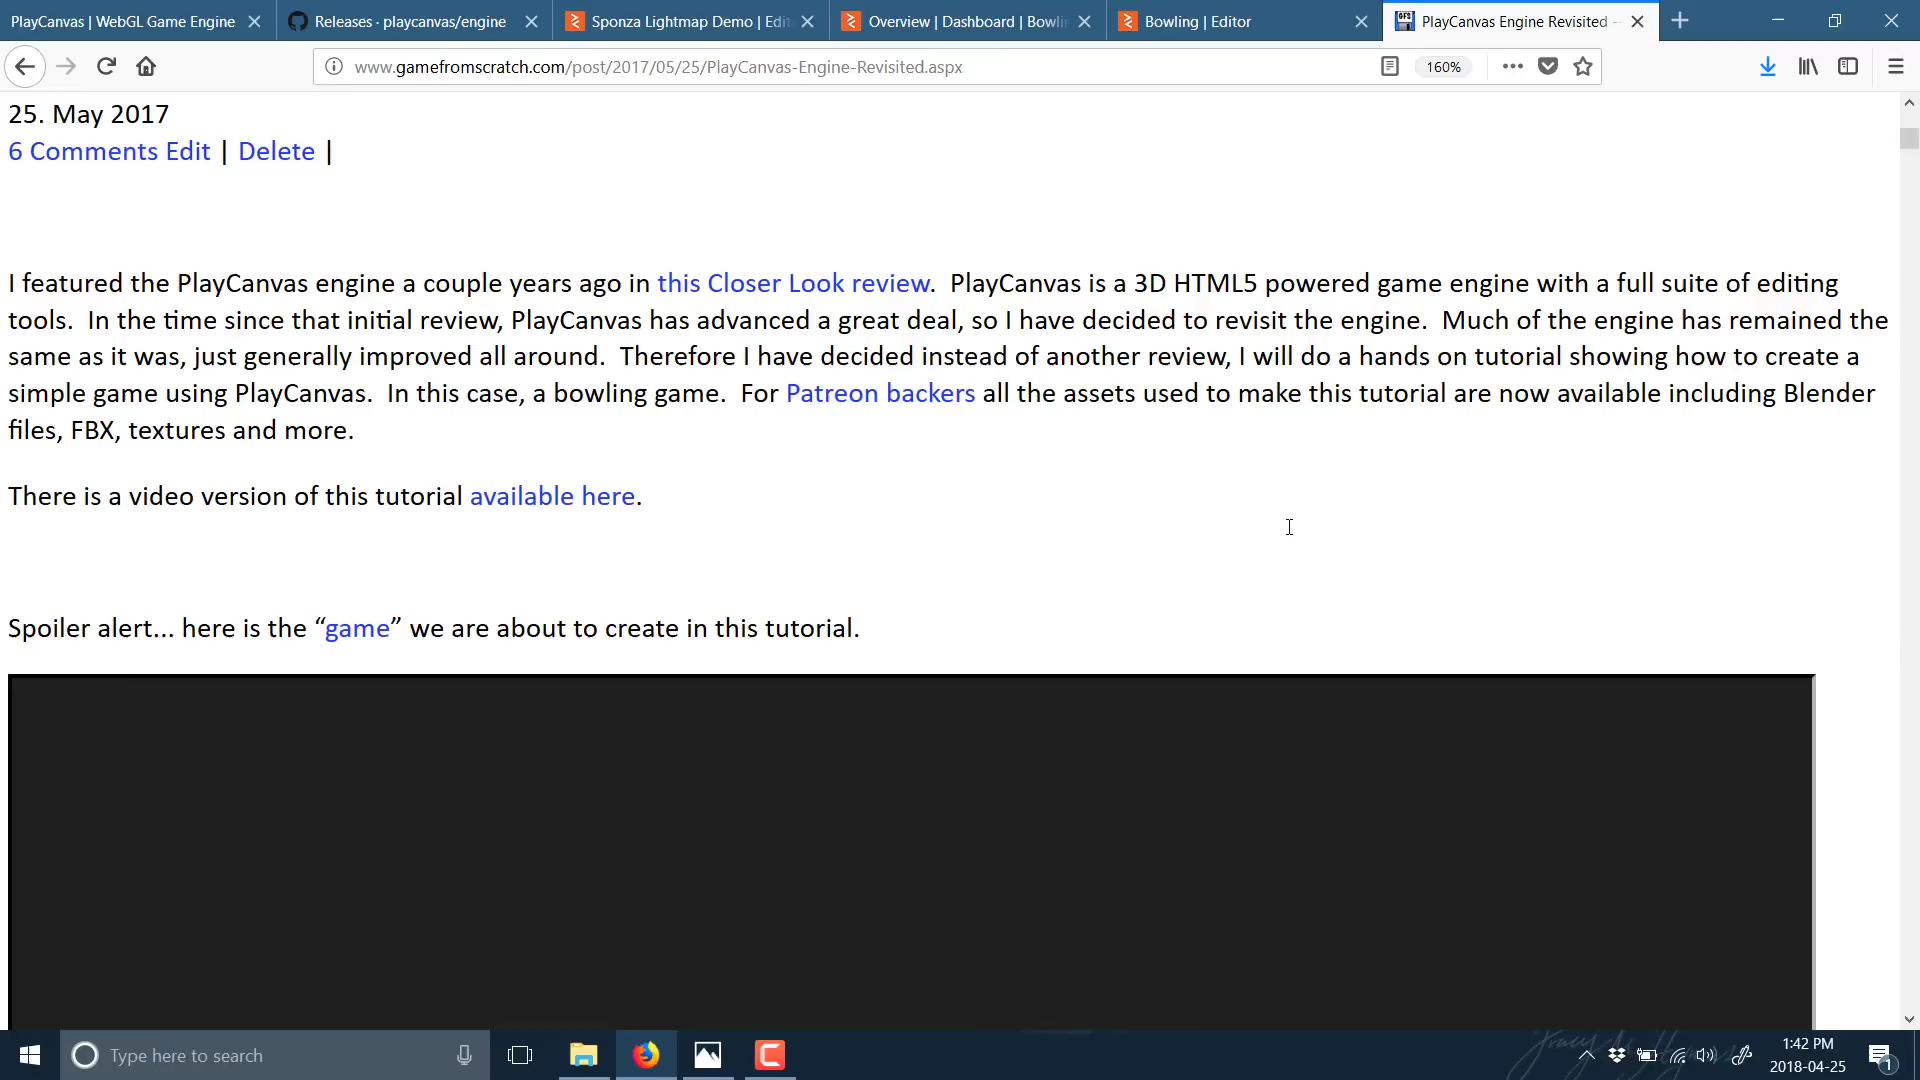 PlayCanvas | WebGL Game Engine
Releases · playcanvas/engine
Sponza Lightmap Demo | Edit
Overview | Dashboard | Bowli
Bowling | Editor
PlayCanvas Engine Revisited -
www.gamefromscratch.com/post/2017/05/25/PlayCanvas-Engine-Revisited.aspx
160%
25. May 2017
6 Comments Edit | Delete |
I featured the PlayCanvas engine a couple years ago in this Closer Look review.  PlayCanvas is a 3D HTML5 powered game engine with a full suite of editing
tools.  In the time since that initial review, PlayCanvas has advanced a great deal, so I have decided to revisit the engine.  Much of the engine has remained the
same as it was, just generally improved all around.  Therefore I have decided instead of another review, I will do a hands on tutorial showing how to create a
simple game using PlayCanvas.  In this case, a bowling game.  For Patreon backers all the assets used to make this tutorial are now available including Blender
files, FBX, textures and more.
There is a video version of this tutorial available here.
Spoiler alert... here is the “game” we are about to create in this tutorial.
Type here to search
1:42 PM
2018-04-25
1